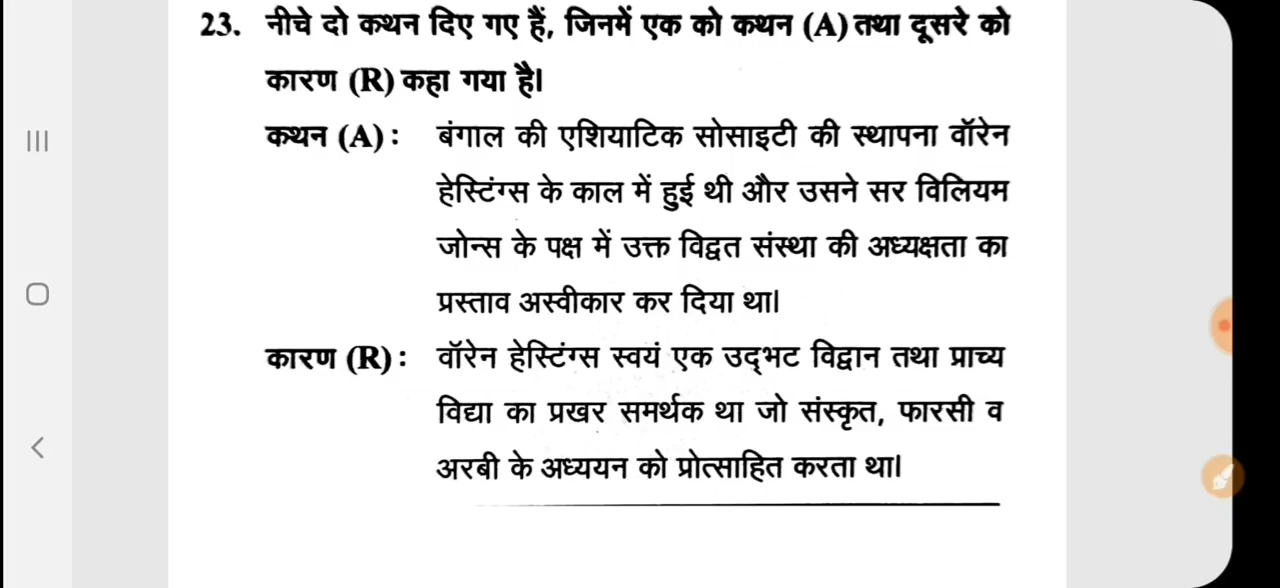 23. नीचे दो कथन दिए गए हैं, जिनमें एक को कथन (A) तथा दूसरे को
कारण (R) कहा गया है।
कथन (A) : बंगाल की एशियाटिक सोसाइटी की स्थापना वॉरेन
हेस्टिंग्स के काल में हुई थी और उसने सर विलियम
जोन्स के पक्ष में उक्त विद्वत संस्था की अध्यक्षता का
प्रस्ताव अस्वीकार कर दिया था।
कारण (R) : वॉरेन हेस्टिंग्स स्वयं एक उद्‌भट विद्वान तथा प्राच्य
विद्या का प्रखर समर्थक था जो संस्कृत, फारसी व
अरबी के अध्ययन को प्रोत्साहित करता था।